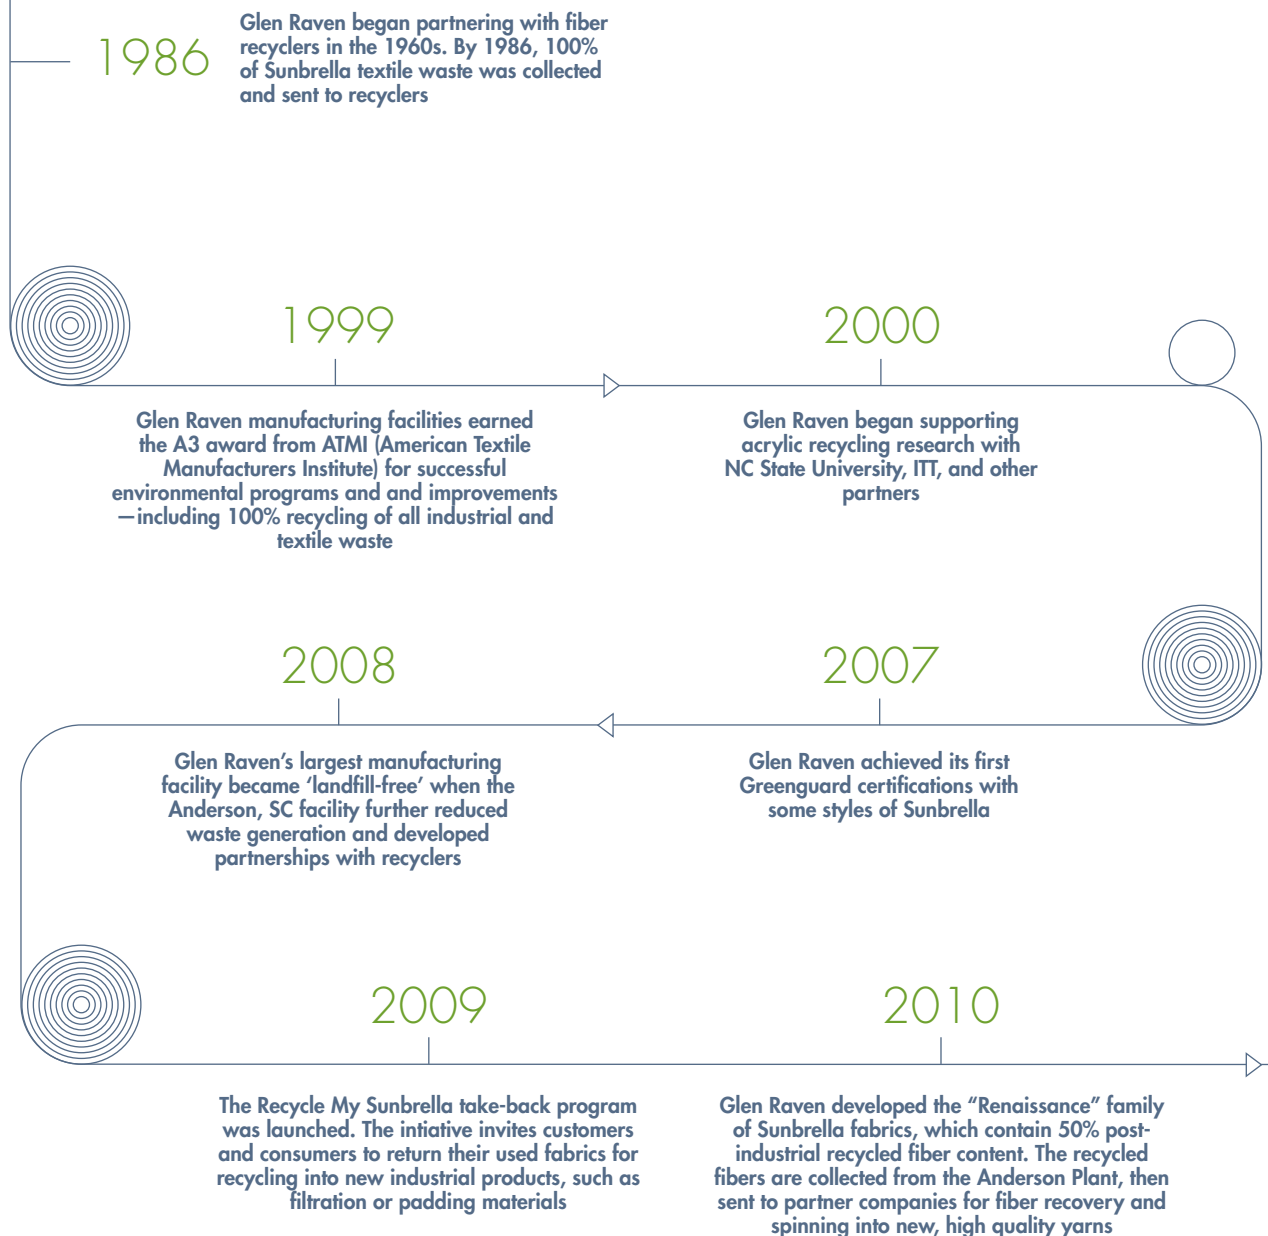 1986
Glen Raven began partnering with fiber
recyclers in the 1960s. By 1986, 100%
of Sunbrella textile waste was collected
and sent to recyclers
1999
Glen Raven manufacturing facilities earned
the A3 award from ATMI (American Textile
Manufacturers Institute) for successful
environmental programs and and improvements
—including 100% recycling of all industrial and
textile waste
2000
Glen Raven began supporting
acrylic recycling research with
NC State University, ITT, and other
partners
2007
Glen Raven achieved its first
Greenguard certifications with
some styles of Sunbrella
2008
Glen Raven’s largest manufacturing
facility became ‘landfill-free’ when the
Anderson, SC facility further reduced
waste generation and developed
partnerships with recyclers
2009
The Recycle My Sunbrella take-back program
was launched. The intiative invites customers
and consumers to return their used fabrics for
recycling into new industrial products, such as
filtration or padding materials
2010
Glen Raven developed the “Renaissance” family
of Sunbrella fabrics, which contain 50% post-
industrial recycled fiber content. The recycled
fibers are collected from the Anderson Plant, then
sent to partner companies for fiber recovery and
spinning into new, high quality yarns